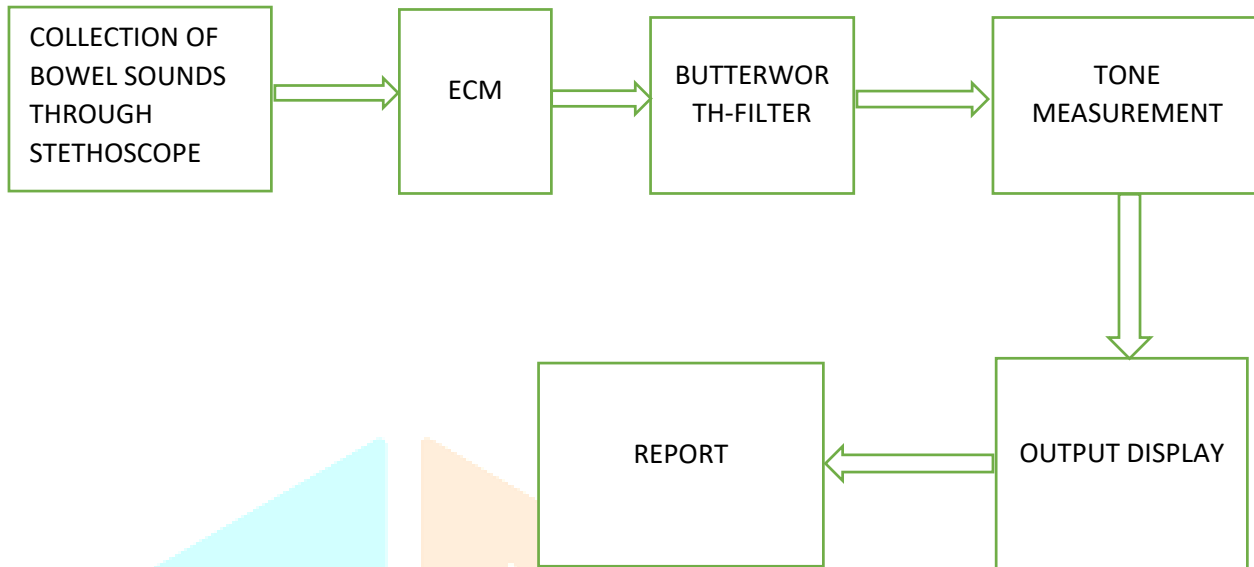 COLLECTION OF
BOWEL SOUNDS
THROUGH
STETHOSCOPE
ECM
BUTTERWOR
TH-FILTER
TONE
MEASUREMENT
REPORT
OUTPUT DISPLAY